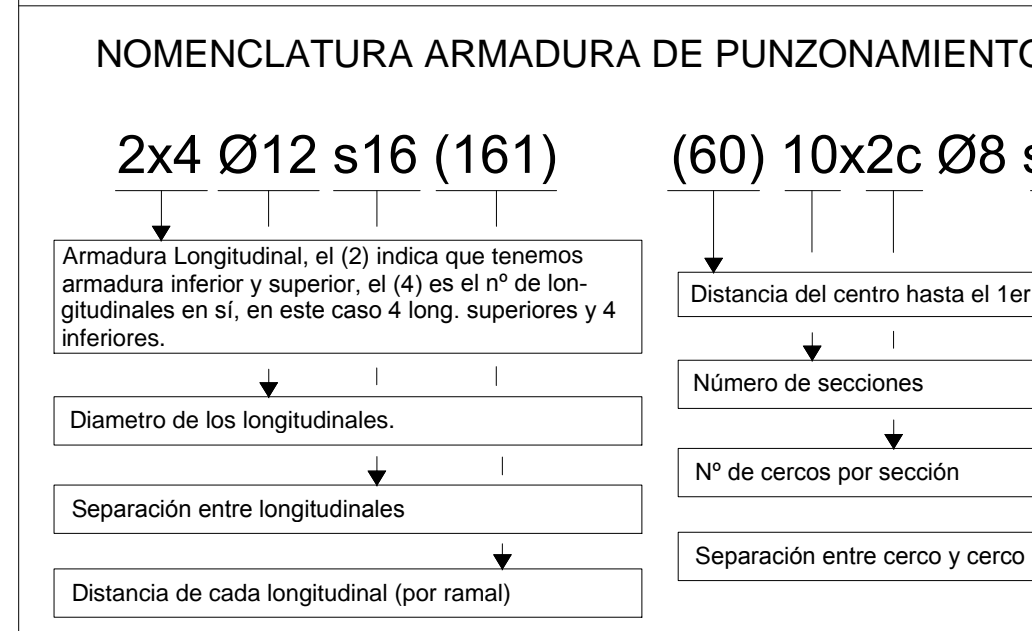 NOMENCLATURA ARMADURA DE PUNZONAMIENTO
2x4 Ø12 s16 (161)
Armadura Longitudinal, el (2) indica que tenemos
armadura inferior y superior, el (4) es el nº de lon-
gitudinales en sí, en este caso 4 long. superiores y 4
inferiores.
Diametro de los longitudinales.
Separación entre longitudinales
Distancia de cada longitudinal (por ramal)
(60) 10x2c Ø8 s
Distancia del centro hasta el 1er
Número de secciones
Nº de cercos por sección
Separación entre cerco y cerco